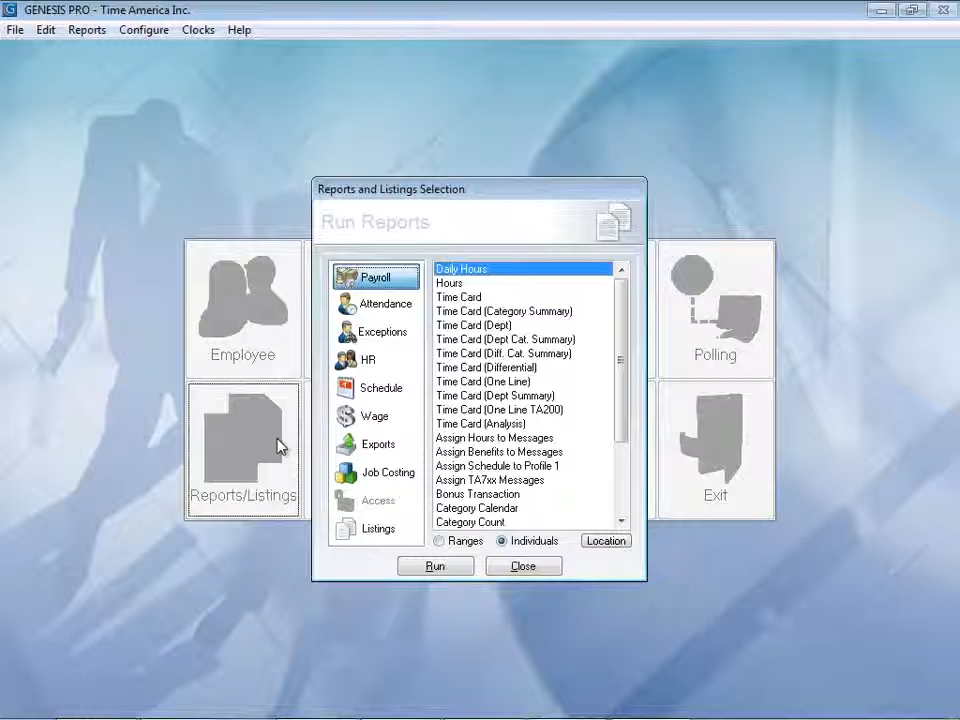 GENESIS PRO - Time America Inc.
File Edit Reports Configure Clocks Help
Reports and Listings Selection
Run Reports
Employee
Reports/Listings
Payroll
Attendance
Exceptions
HR
Schedule
Wage
Exports
Job Costing
Access
Listings
Daily Hours
Hours
Time Card
Time Card (Category Summary)
Time Card (Dept)
Time Card (Dept Cat. Summary)
Time Card (Diff. Cat. Summary)
Time Card (Differential)
Time Card (One Line)
Time Card (Dept Summary)
Time Card (One Line TA200)
Time Card (Analysis)
Assign Hours to Messages
Assign Benefits to Messages
Assign Schedule to Profile 1
Assign TA7xx Messages
Bonus Transaction
Category Calendar
Category Count
Ranges Individuals Location
Run Close
Polling
Exit